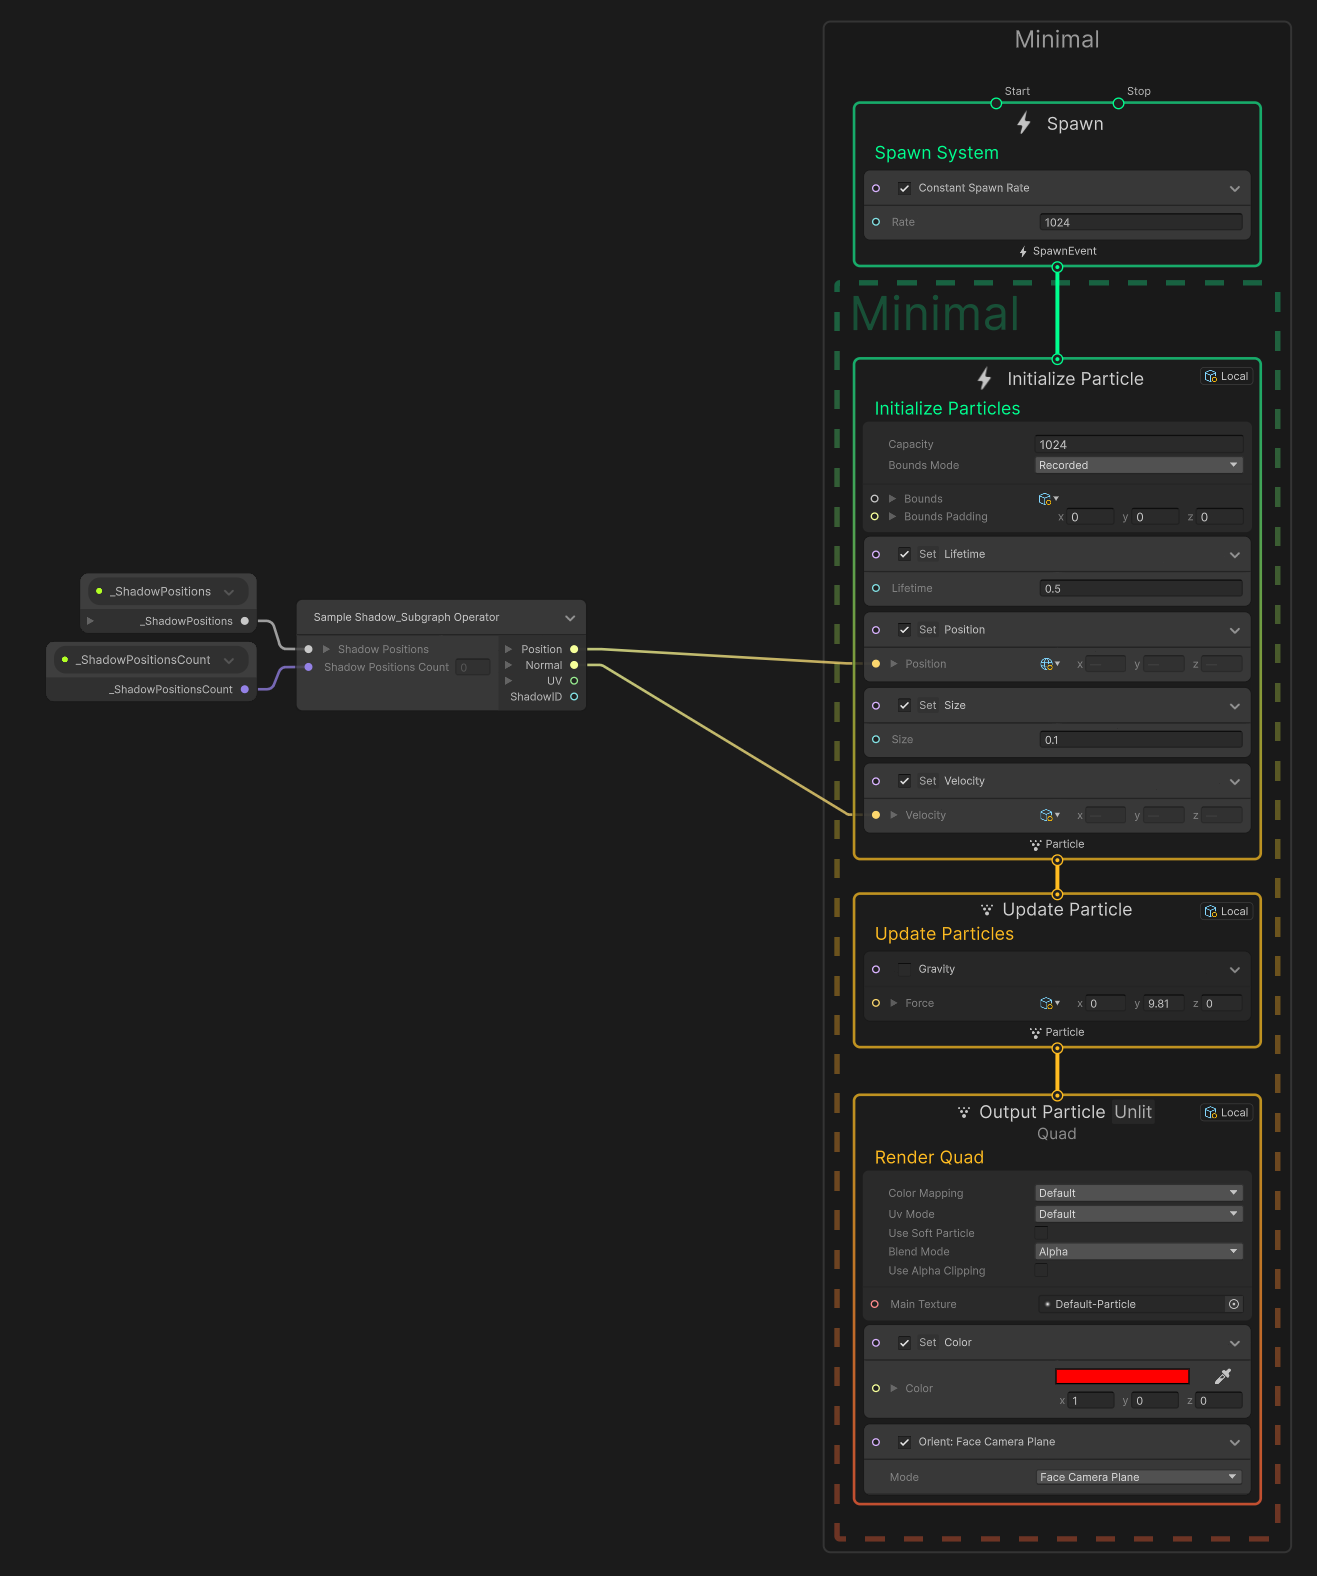 Minimal
Start Stop
Spawn
Spawn System
Constant Spawn Rate
Rate 1024
SpawnEvent
Minimal
Initialize Particle Local
Initialize Particles
Capacity 1024
Bounds Mode Recorded
Bounds
Bounds Padding x 0 y 0 z 0
Set Lifetime
Lifetime 0.5
Set Position
Position x — y — z —
Set Size
Size 0.1
Set Velocity
Velocity x — y — z —
Particle
_ShadowPositions
_ShadowPositions
_ShadowPositionsCount
_ShadowPositionsCount
Sample Shadow_Subgraph Operator
Shadow Positions Position
Shadow Positions Count 0 Normal
UV
ShadowID
Update Particle Local
Update Particles
Gravity
Force x 0 y 9.81 z 0
Particle
Output Particle Unlit Local
Quad
Render Quad
Color Mapping Default
Uv Mode Default
Use Soft Particle
Blend Mode Alpha
Use Alpha Clipping
Main Texture Default-Particle
Set Color
Color
x 1 y 0 z 0
Orient: Face Camera Plane
Mode Face Camera Plane